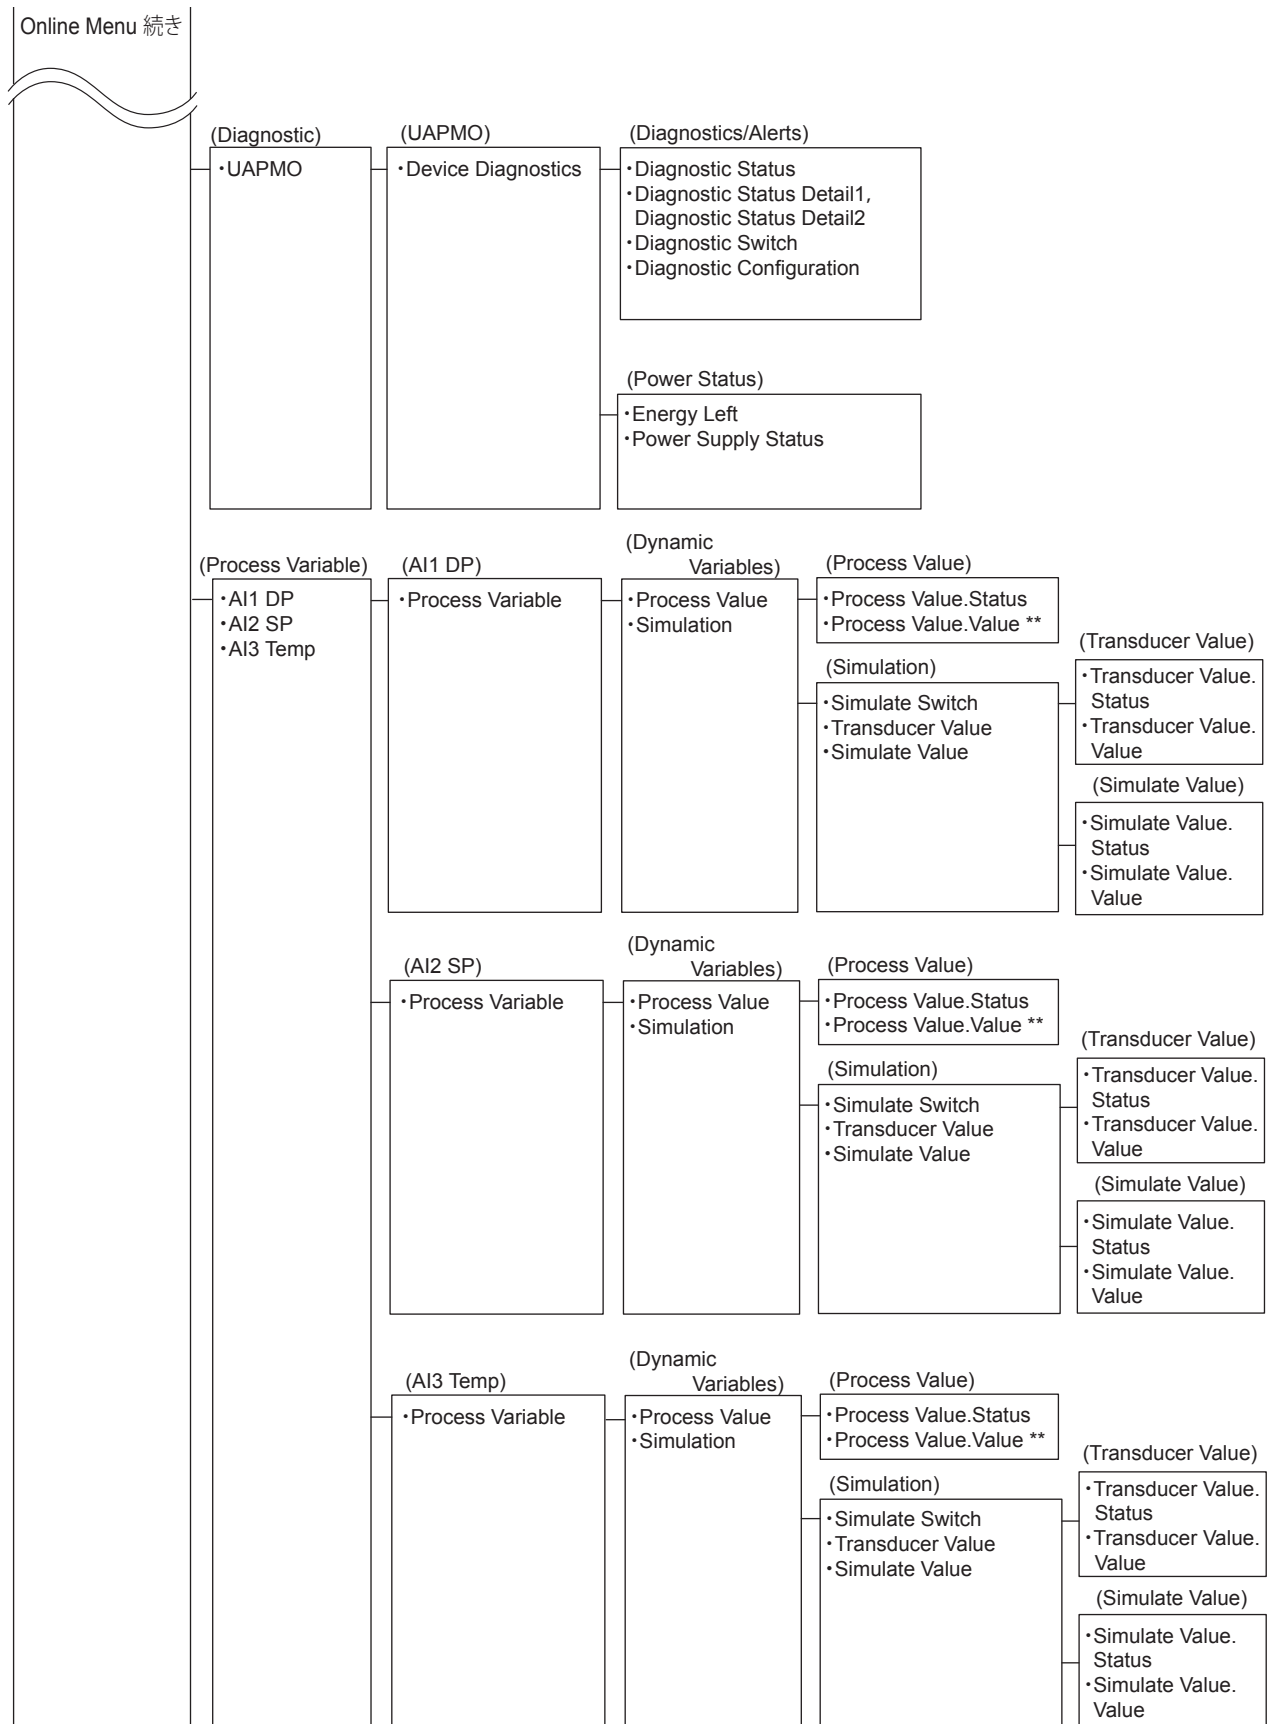 Online Menu 続き
(Diagnostic)
・UAPMO
(UAPMO)
・Device Diagnostics
(Diagnostics/Alerts)
・Diagnostic Status
・Diagnostic Status Detail1,
Diagnostic Status Detail2
・Diagnostic Switch
・Diagnostic Configuration
(Power Status)
・Energy Left
・Power Supply Status
(Process Variable)
・AI1 DP
・AI2 SP
・AI3 Temp
(AI1 DP)
・Process Variable
(Dynamic
Variables)
・Process Value
・Simulation
(Process Value)
・Process Value.Status
・Process Value.Value **
(Simulation)
・Simulate Switch
・Transducer Value
・Simulate Value
(Transducer Value)
・Transducer Value.
Status
・Transducer Value.
Value
(Simulate Value)
・Simulate Value.
Status
・Simulate Value.
Value
(AI2 SP)
・Process Variable
(Dynamic
Variables)
・Process Value
・Simulation
(Process Value)
・Process Value.Status
・Process Value.Value **
(Simulation)
・Simulate Switch
・Transducer Value
・Simulate Value
(Transducer Value)
・Transducer Value.
Status
・Transducer Value.
Value
(Simulate Value)
・Simulate Value.
Status
・Simulate Value.
Value
(AI3 Temp)
・Process Variable
(Dynamic
Variables)
・Process Value
・Simulation
(Process Value)
・Process Value.Status
・Process Value.Value **
(Simulation)
・Simulate Switch
・Transducer Value
・Simulate Value
(Transducer Value)
・Transducer Value.
Status
・Transducer Value.
Value
(Simulate Value)
・Simulate Value.
Status
・Simulate Value.
Value